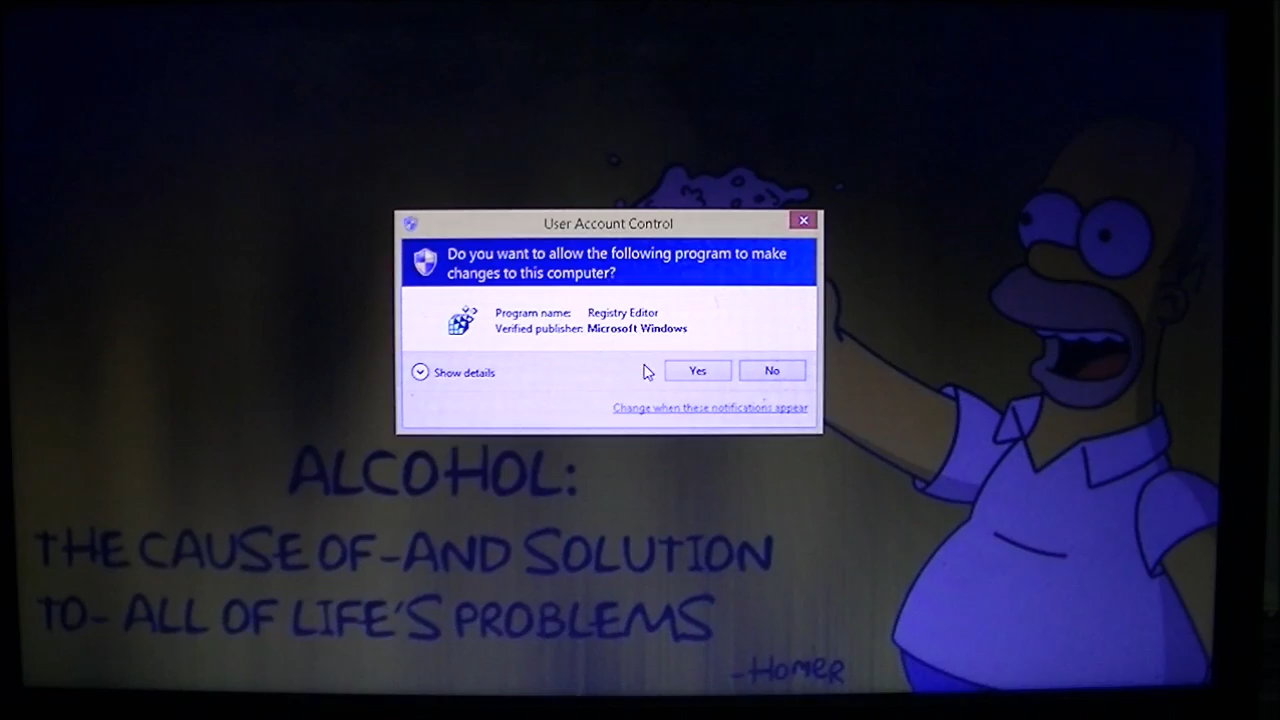 User Account Control
Do you want to allow the following program to make
changes to this computer?
Program name: Registry Editor
Verified publisher: Microsoft Windows
Show details
Yes
No
Change when these notifications appear
ALCOHOL:
THE CAUSE OF-AND SOLUTION
TO- ALL OF LIFE'S PROBLEMS
-HOMER